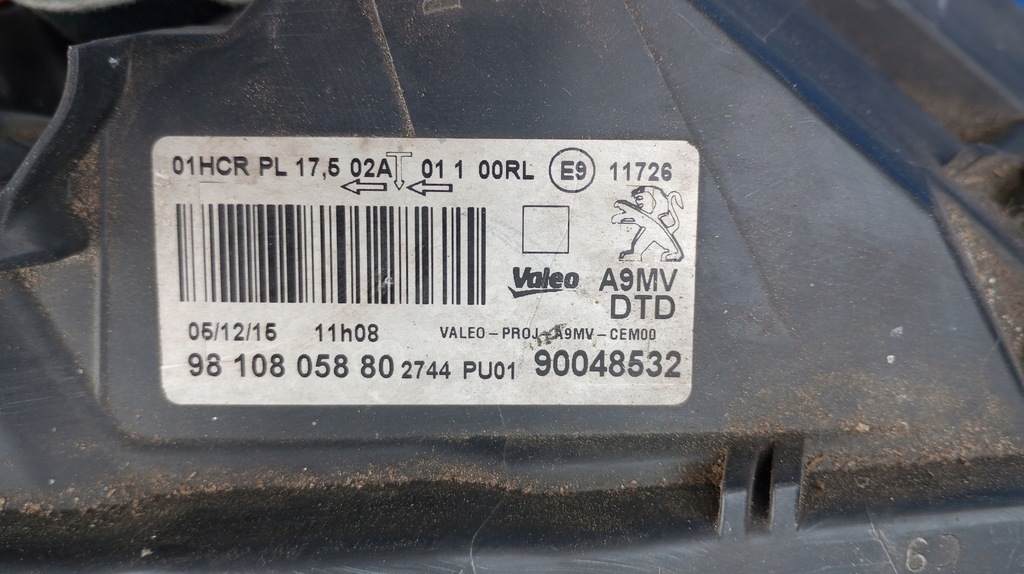 01HCR PL 17,5 02A 01 1 00RL E9 11726
Valeo A9MV
DTD
05/12/15 11h08 VALEO-PROJ-A9MV-CEM00
98 108 058 80 2744 PU01 90048532
6